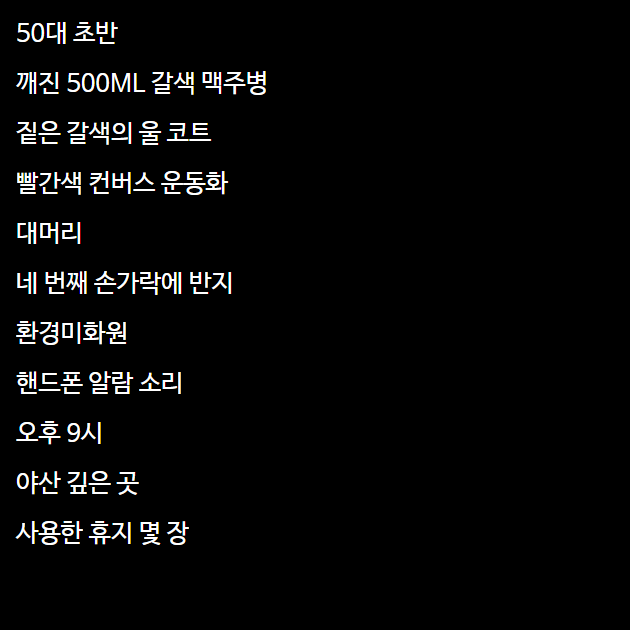 50대 초반
깨진 500ML 갈색 맥주병
짙은 갈색의 울 코트
빨간색 컨버스 운동화
대머리
네 번째 손가락에 반지
환경미화원
핸드폰 알람 소리
오후 9시
야산 깊은 곳
사용한 휴지 몇 장